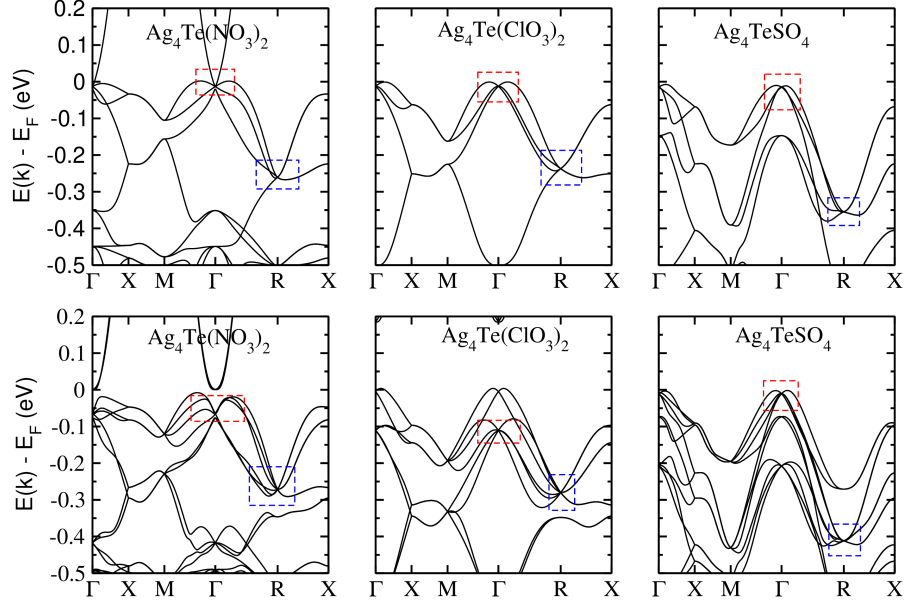 Ag₄Te(NO₃)₂ Ag₄Te(ClO₃)₂ Ag₄TeSO₄
E(k) - E_F (eV)
0.2
0.1
0
-0.1
-0.2
-0.3
-0.4
-0.5
Γ X M Γ R X Γ X M Γ R X Γ X M Γ R X
Ag₄Te(NO₃)₂ Ag₄Te(ClO₃)₂ Ag₄TeSO₄
E(k) - E_F (eV)
0.2
0.1
0
-0.1
-0.2
-0.3
-0.4
-0.5
Γ X M Γ R X Γ X M Γ R X Γ X M Γ R X